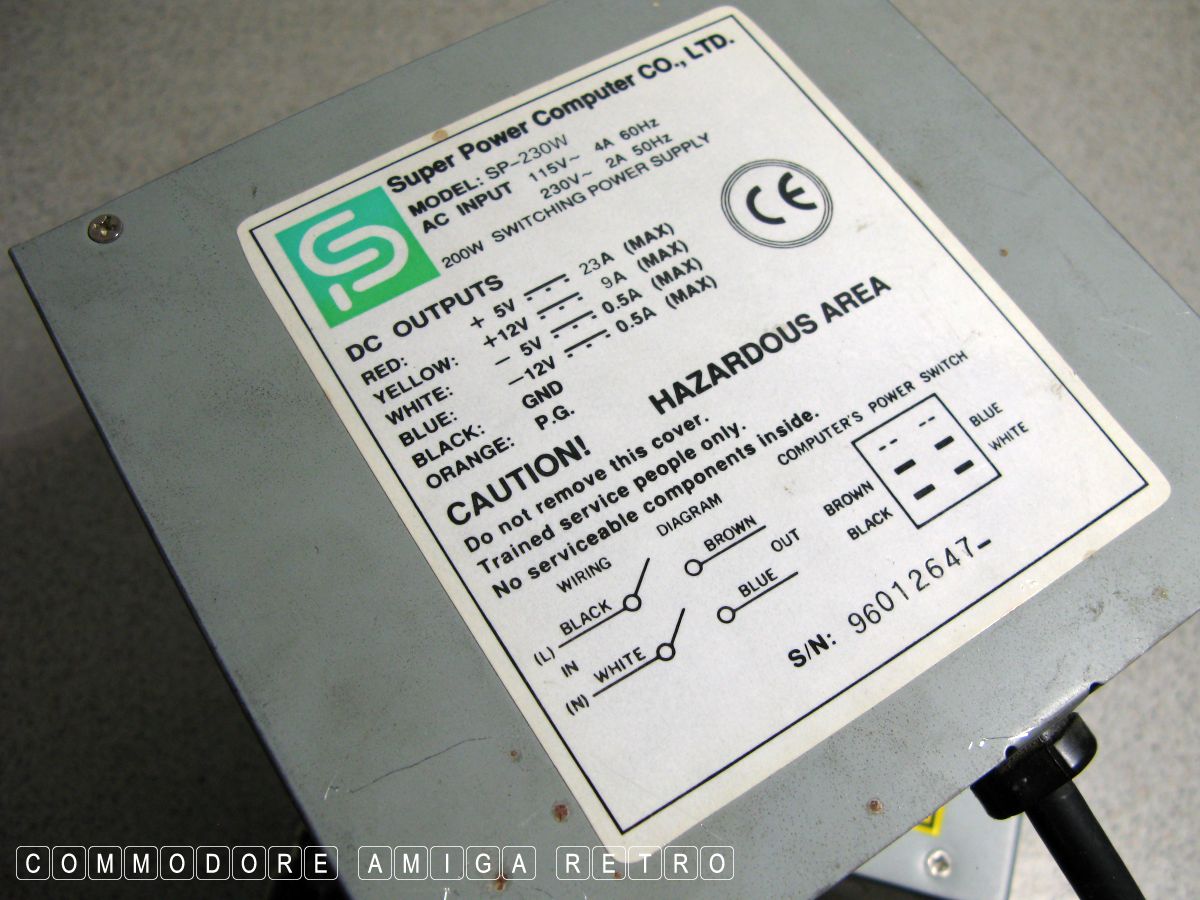 Super Power Computer CO., LTD.
MODEL: SP-230W
AC INPUT 115V~ 4A 60Hz
230V~ 2A 50Hz
200W SWITCHING POWER SUPPLY
SP
CE
DC OUTPUTS
RED: + 5V 23A (MAX)
YELLOW: +12V 9A (MAX)
WHITE: - 5V 0.5A (MAX)
BLUE: -12V 0.5A (MAX)
BLACK: GND
ORANGE: P.G.
CAUTION! HAZARDOUS AREA
Do not remove this cover.
Trained service people only.
No serviceable components inside.
WIRING DIAGRAM
COMPUTER'S POWER SWITCH
BLUE
WHITE
BROWN
BLACK
(L) BLACK BROWN
IN OUT
(N) WHITE BLUE
S/N: 96012647-
COMMODORE AMIGA RETRO